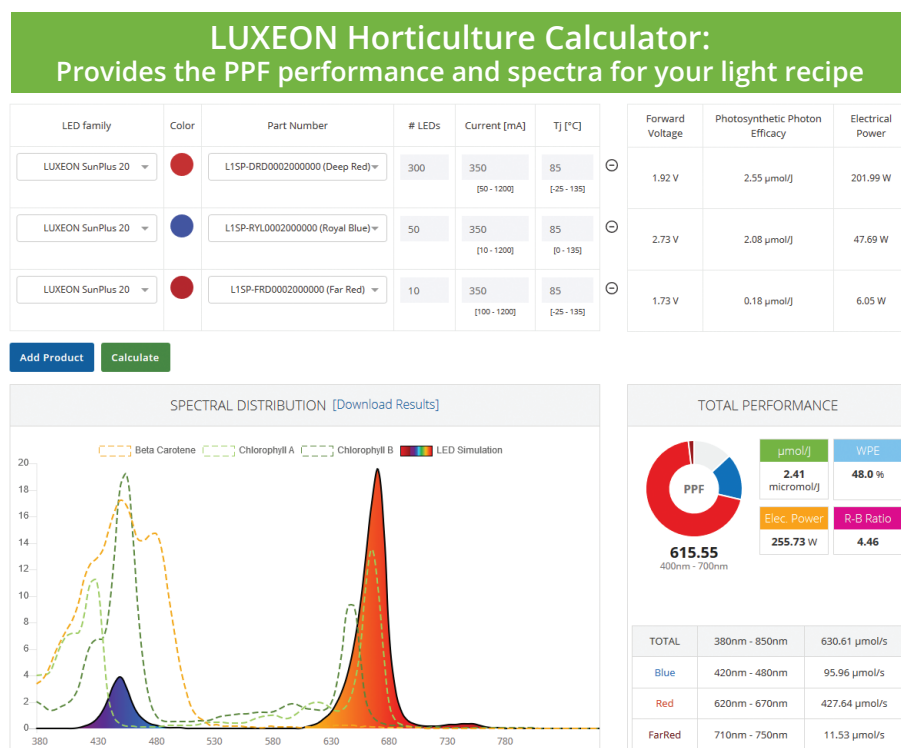 LUXEON Horticulture Calculator:
Provides the PPF performance and spectra for your light recipe
LED family Color Part Number # LEDs Current [mA] Tj [°C]
Forward Voltage Photosynthetic Photon Efficacy Electrical Power
LUXEON SunPlus 20 L1SP-DRD0002000000 (Deep Red) 300 350 85
[50 - 1200] [-25 - 135]
1.92 V 2.55 µmol/J 201.99 W
LUXEON SunPlus 20 L1SP-RYL0002000000 (Royal Blue) 50 350 85
[10 - 1200] [0 - 135]
2.73 V 2.08 µmol/J 47.69 W
LUXEON SunPlus 20 L1SP-FRD0002000000 (Far Red) 10 350 85
[100 - 1200] [-25 - 135]
1.73 V 0.18 µmol/J 6.05 W
Add Product Calculate
SPECTRAL DISTRIBUTION [Download Results]
Beta Carotene Chlorophyll A Chlorophyll B LED Simulation
20
18
16
14
12
10
8
6
4
2
0
380 430 480 530 580 630 680 730 780
TOTAL PERFORMANCE
PPF
615.55
400nm - 700nm
µmol/J WPE
2.41 48.0 %
micromol/J
Elec. Power R-B Ratio
255.73 W 4.46
TOTAL 380nm - 850nm 630.61 µmol/s
Blue 420nm - 480nm 95.96 µmol/s
Red 620nm - 670nm 427.64 µmol/s
FarRed 710nm - 750nm 11.53 µmol/s